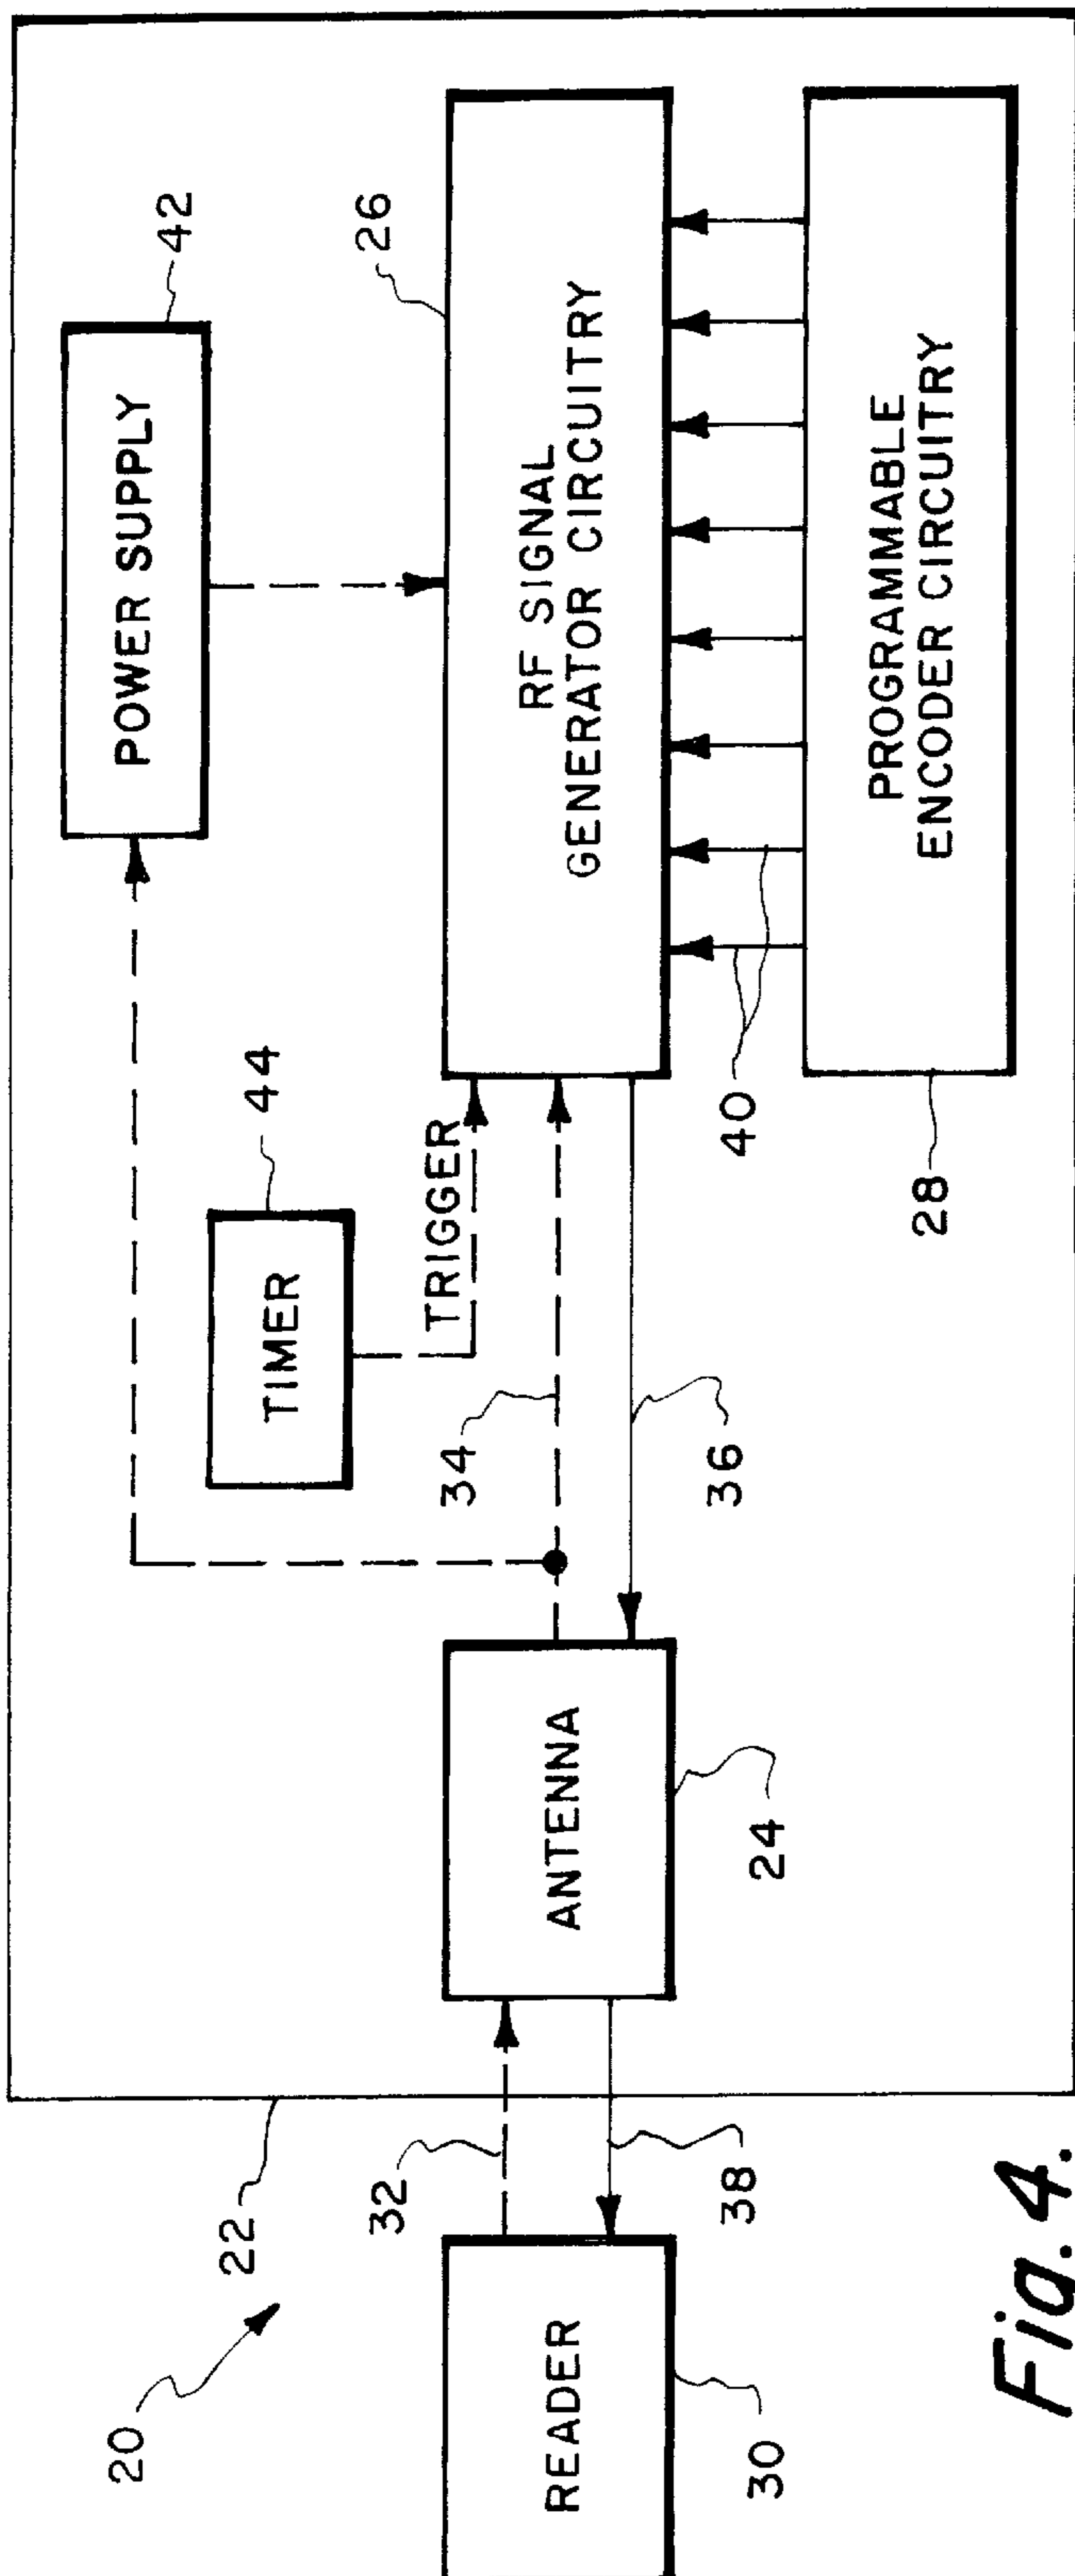 20
22
42
POWER SUPPLY
44
TIMER
TRIGGER
26
32
34
READER
ANTENNA
RF SIGNAL
GENERATOR CIRCUITRY
30
38
24
36
40
PROGRAMMABLE
ENCODER CIRCUITRY
28
Fig. 4.